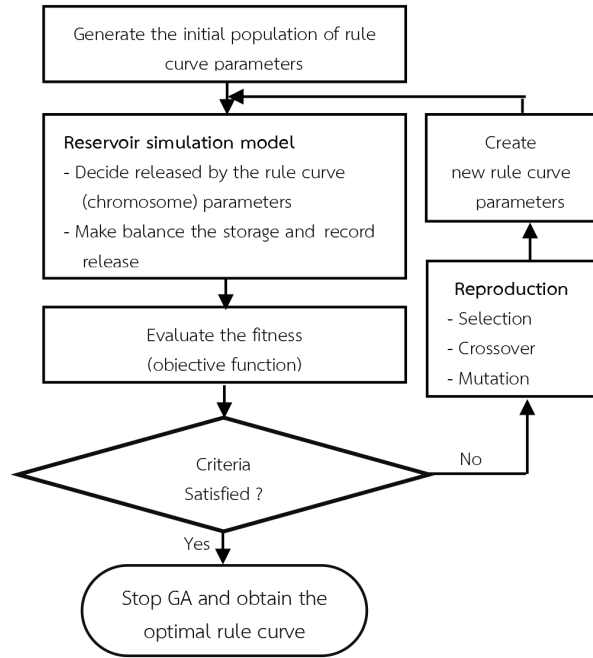 Generate the initial population of rule
curve parameters
Reservoir simulation model
- Decide released by the rule curve
(chromosome) parameters
- Make balance the storage and record
release
Evaluate the fitness
(objective function)
Criteria
Satisfied ?
No
Yes
Stop GA and obtain the
optimal rule curve
Reproduction
- Selection
- Crossover
- Mutation
Create
new rule curve
parameters